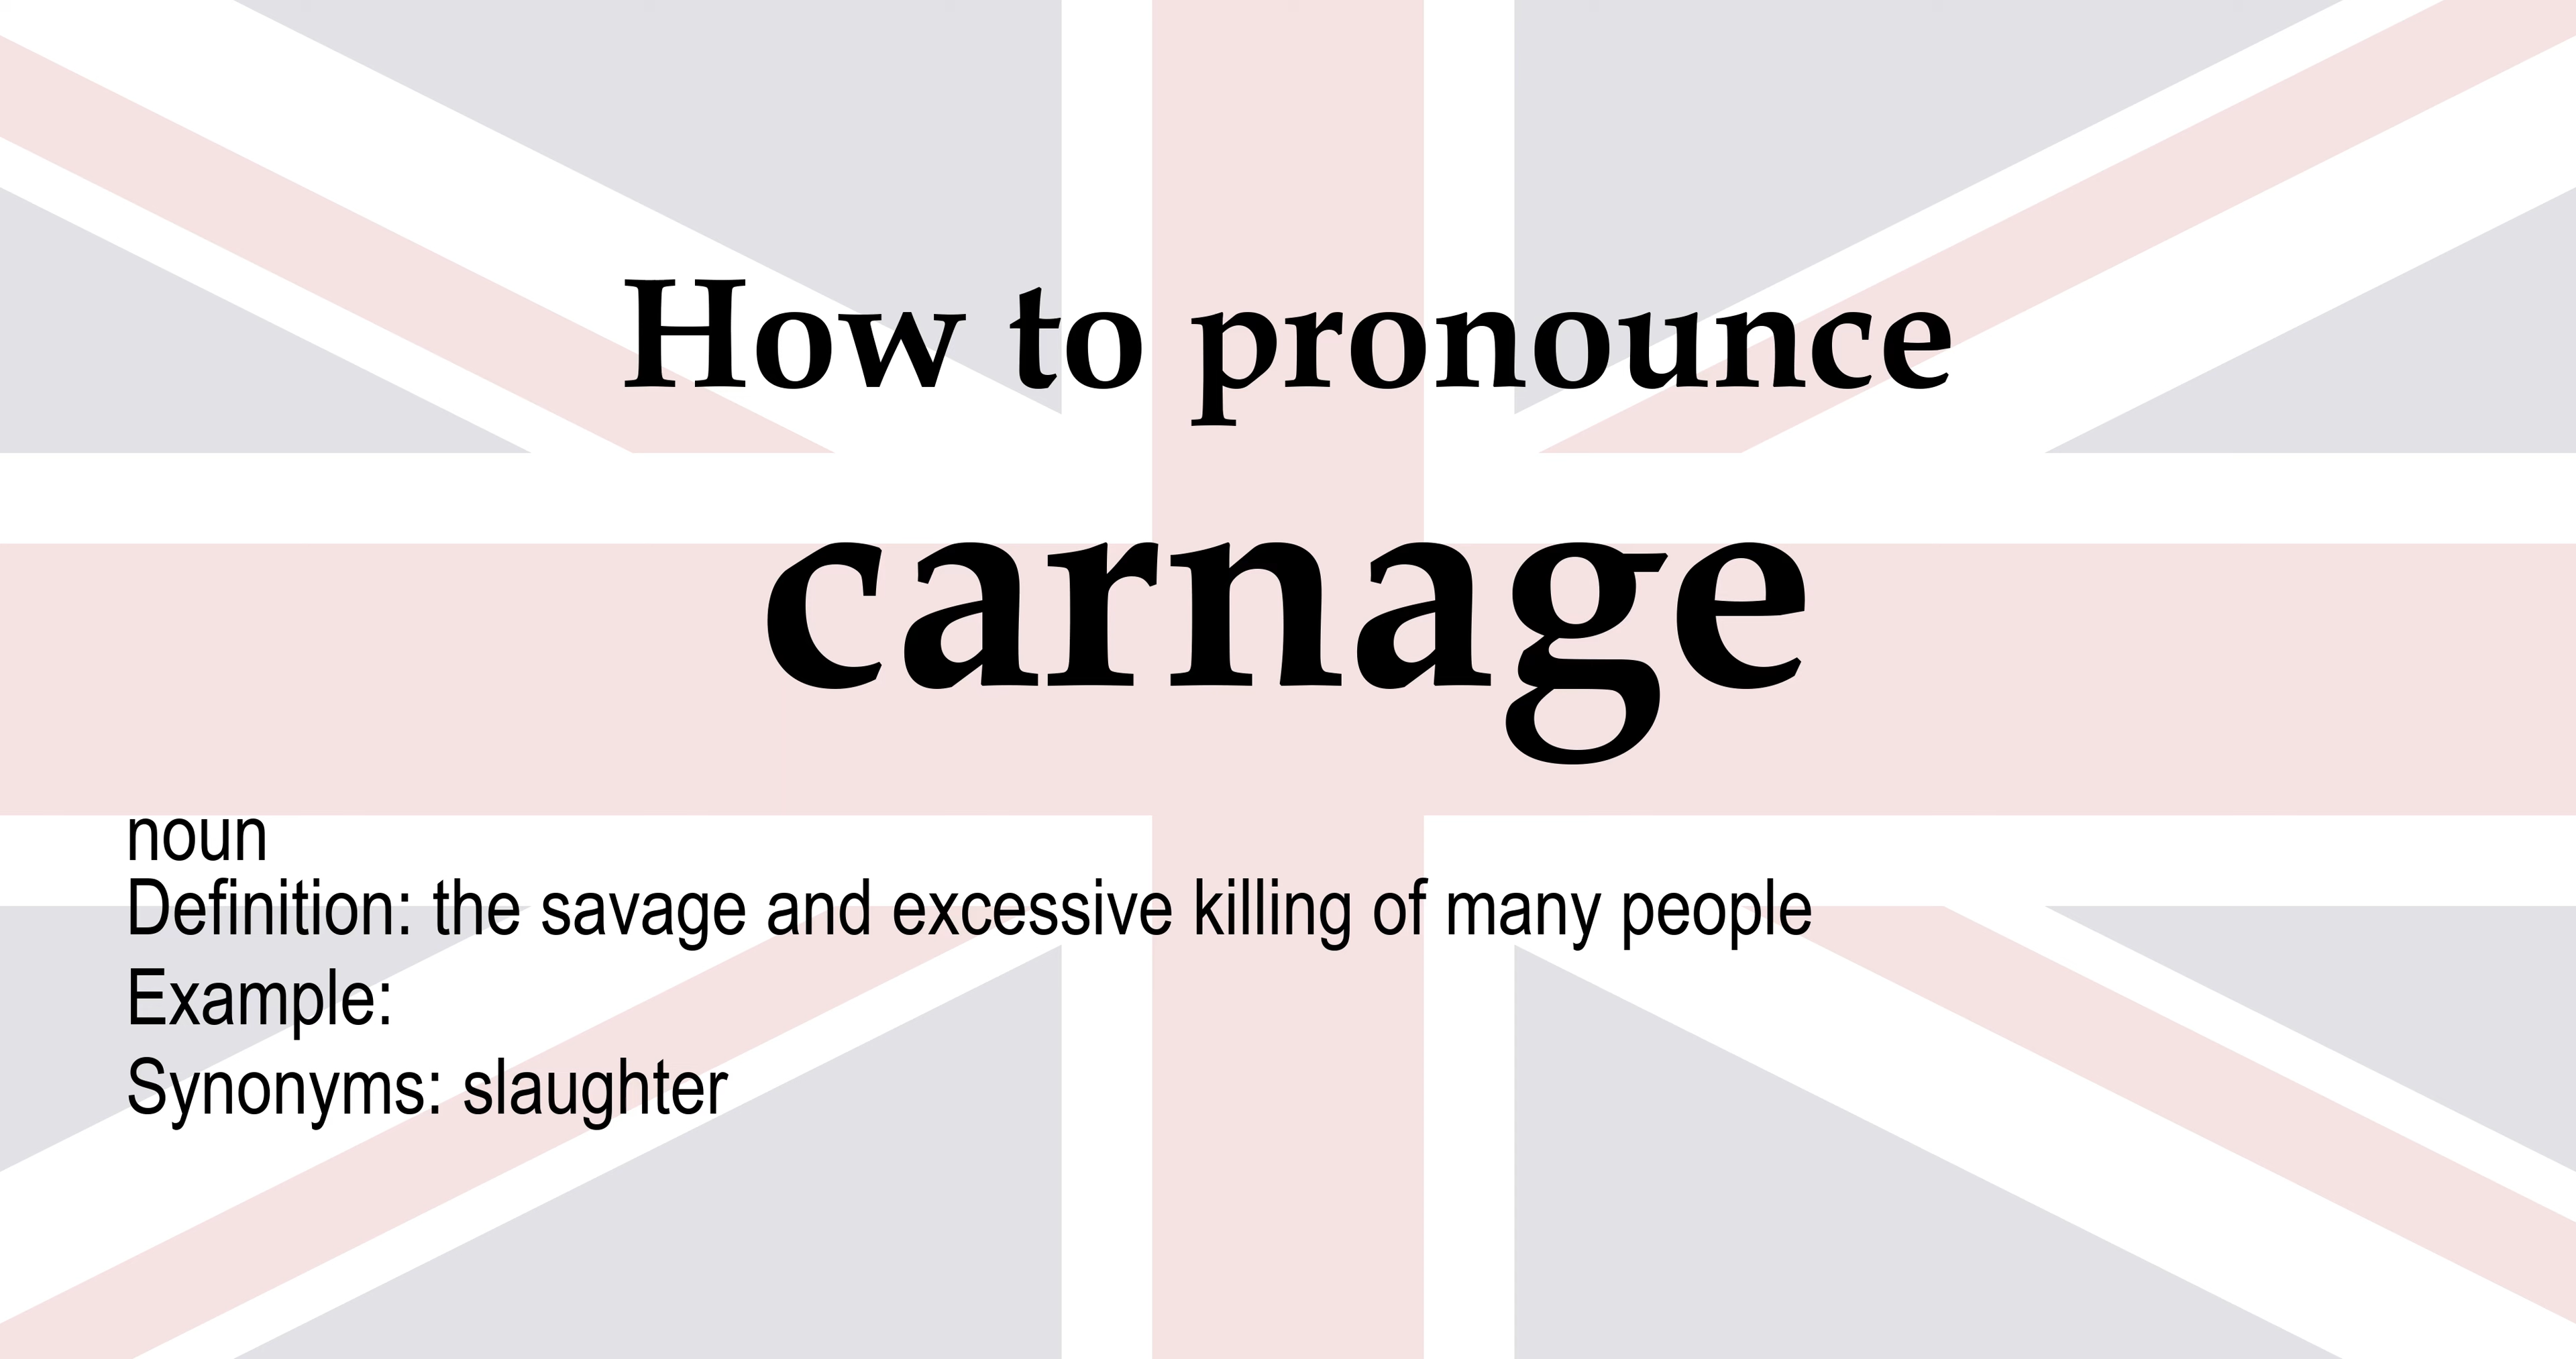 How to pronounce
carnage
noun
Definition: the savage and excessive killing of many people
Example:
Synonyms: slaughter